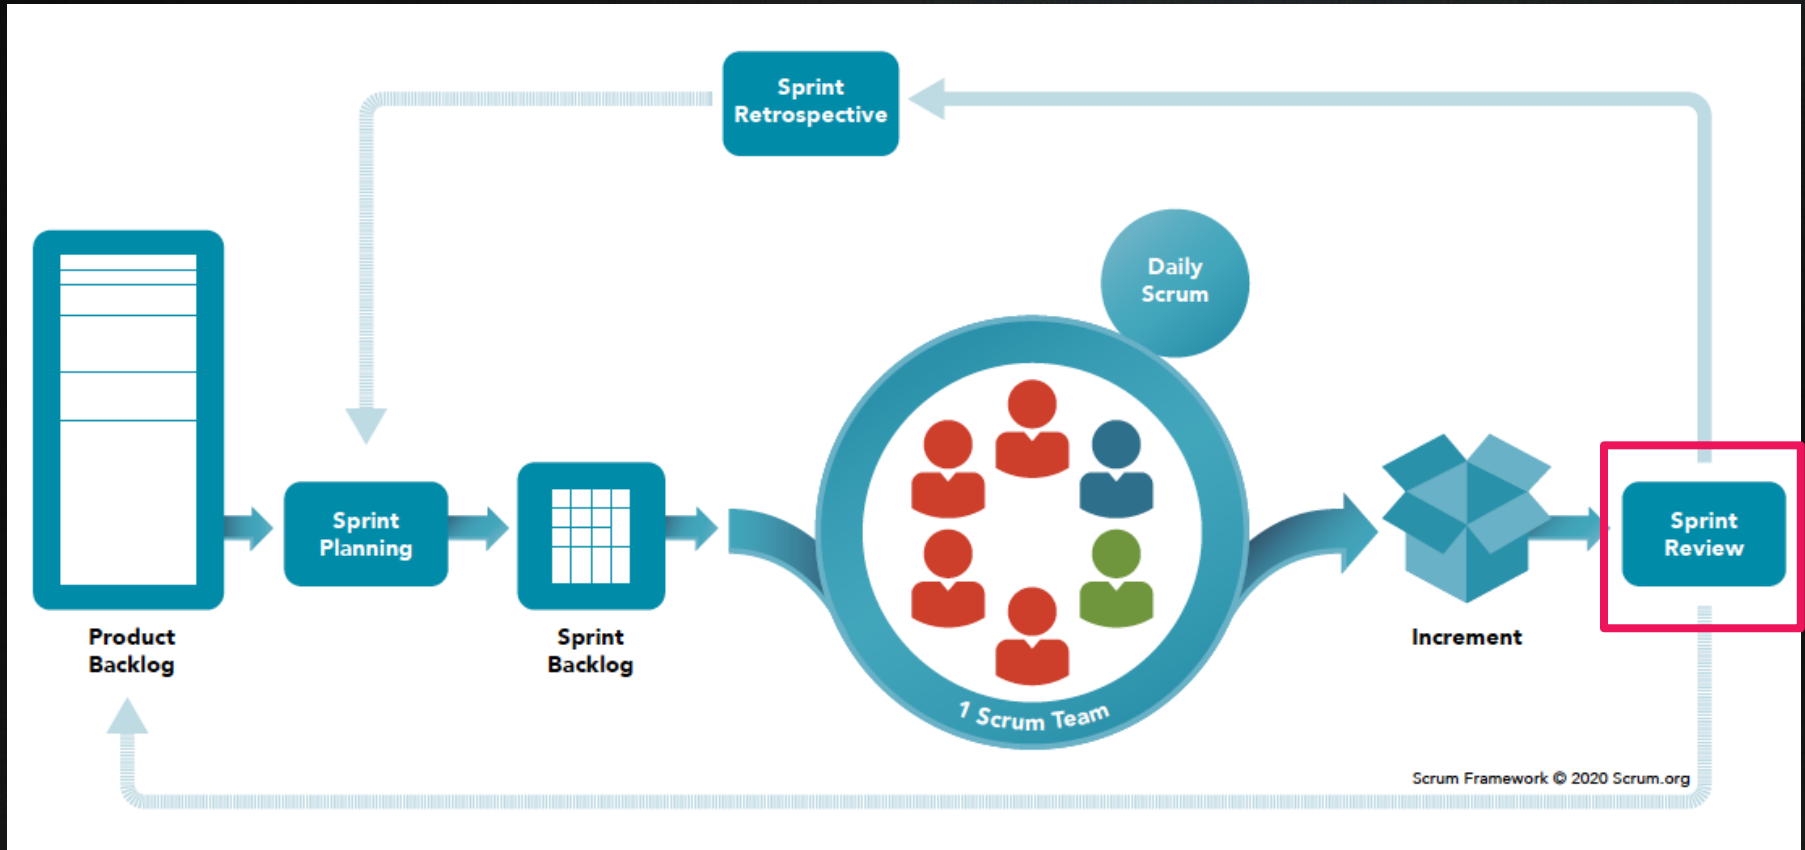 Sprint
Retrospective
Daily
Scrum
Sprint
Planning
Sprint
Review
Product
Backlog
Sprint
Backlog
Increment
1 Scrum Team
Scrum Framework © 2020 Scrum.org